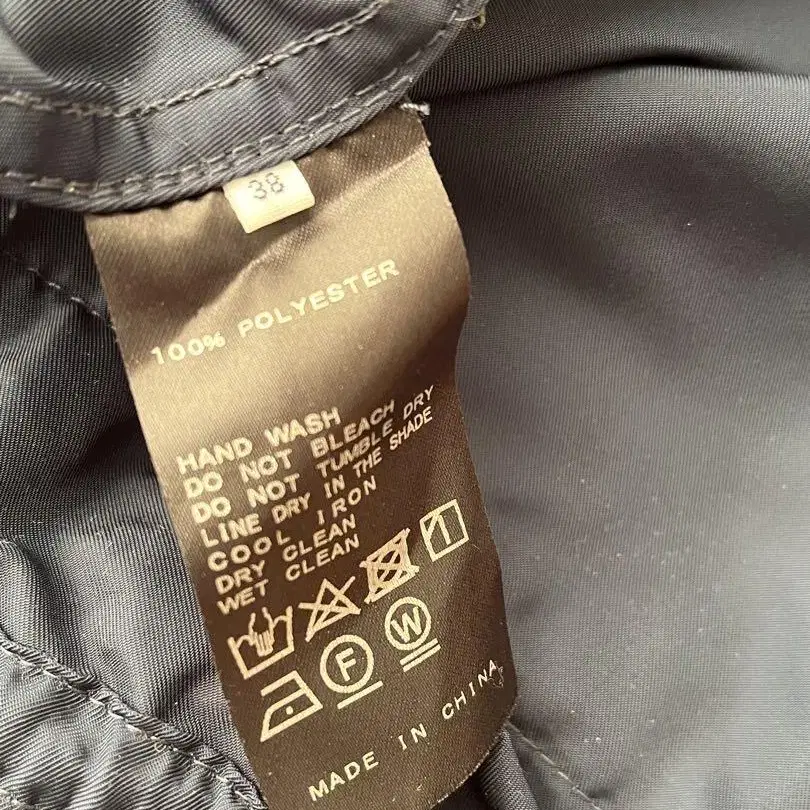 38
100% POLYESTER
HAND WASH
DO NOT BLEACH
DO NOT TUMBLE DRY
LINE DRY IN THE SHADE
COOL IRON
DRY CLEAN
WET CLEAN
F W
MADE IN CHINA